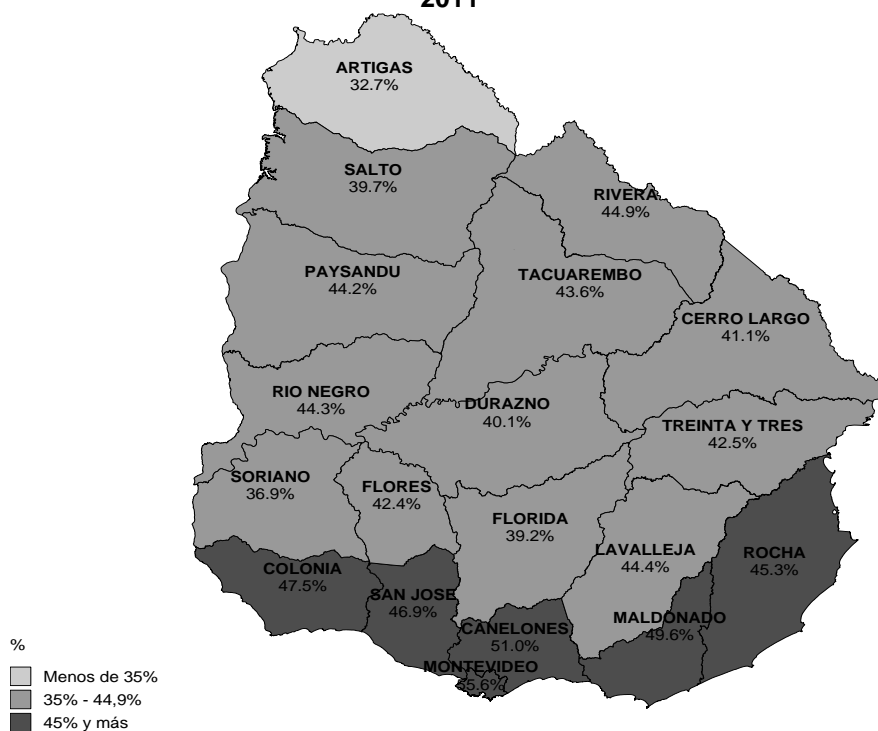 2011
ARTIGAS
32.7%
SALTO
39.7%
RIVERA
44.9%
PAYSANDU
44.2%
TACUAREMBO
43.6%
CERRO LARGO
41.1%
RIO NEGRO
44.3%
DURAZNO
40.1%
TREINTA Y TRES
42.5%
SORIANO
36.9%
FLORES
42.4%
FLORIDA
39.2%
LAVALLEJA
44.4%
ROCHA
45.3%
COLONIA
47.5%
SAN JOSE
46.9%
CANELONES
51.0%
MALDONADO
49.6%
MONTEVIDEO
55.6%
%
Menos de 35%
35% - 44,9%
45% y más